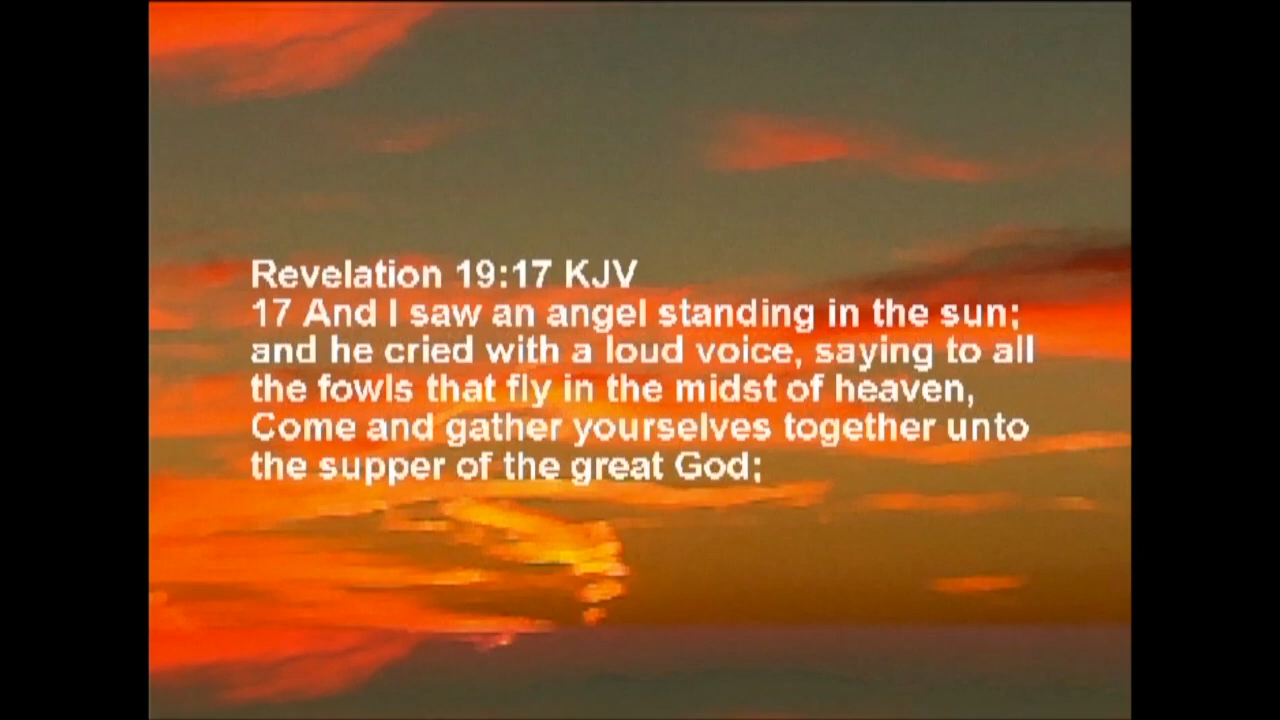 Revelation 19:17 KJV
17 And I saw an angel standing in the sun;
and he cried with a loud voice, saying to all
the fowls that fly in the midst of heaven,
Come and gather yourselves together unto
the supper of the great God;